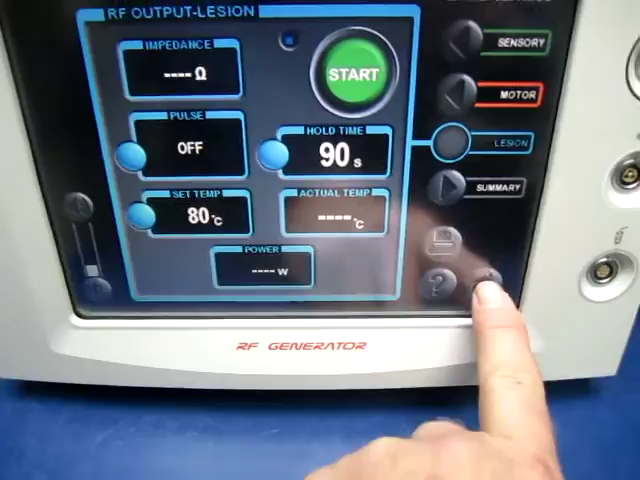 RF OUTPUT-LESION
IMPEDANCE
---- Ω
START
PULSE
OFF
HOLD TIME
90 s
SET TEMP
80 °C
ACTUAL TEMP
---- °C
POWER
---- W
SENSORY
MOTOR
LESION
SUMMARY
?
RF GENERATOR